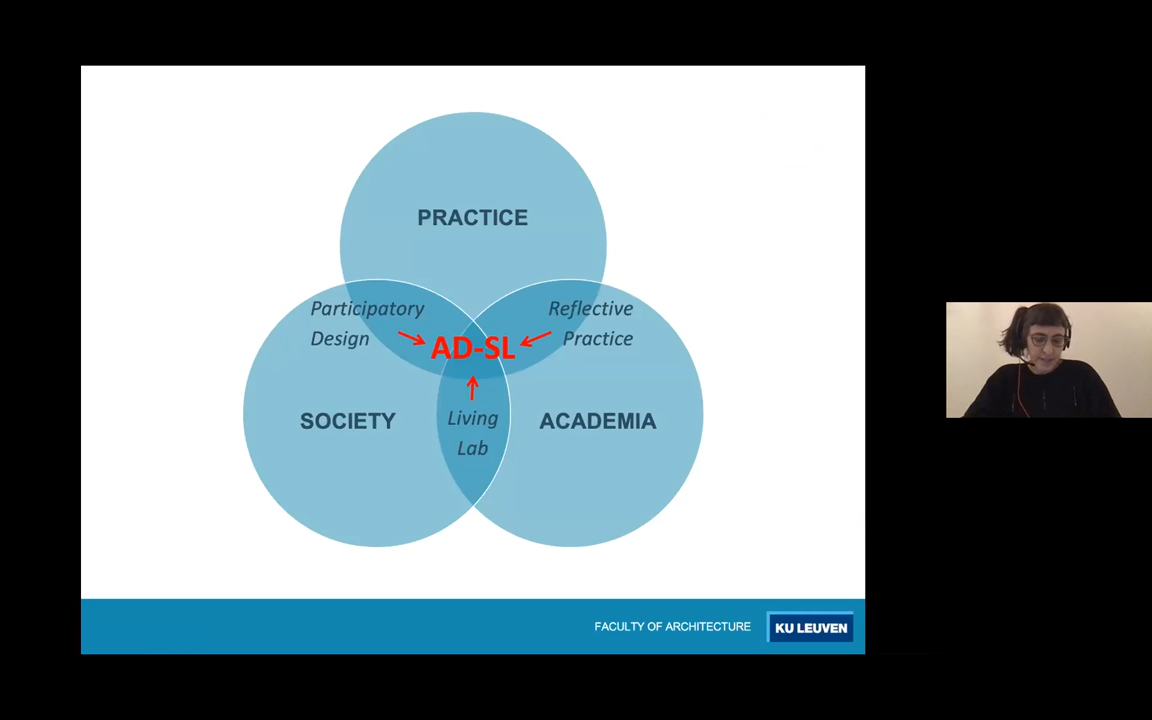 PRACTICE
Participatory
Design
Reflective
Practice
AD-SL
SOCIETY
Living
Lab
ACADEMIA
FACULTY OF ARCHITECTURE
KU LEUVEN